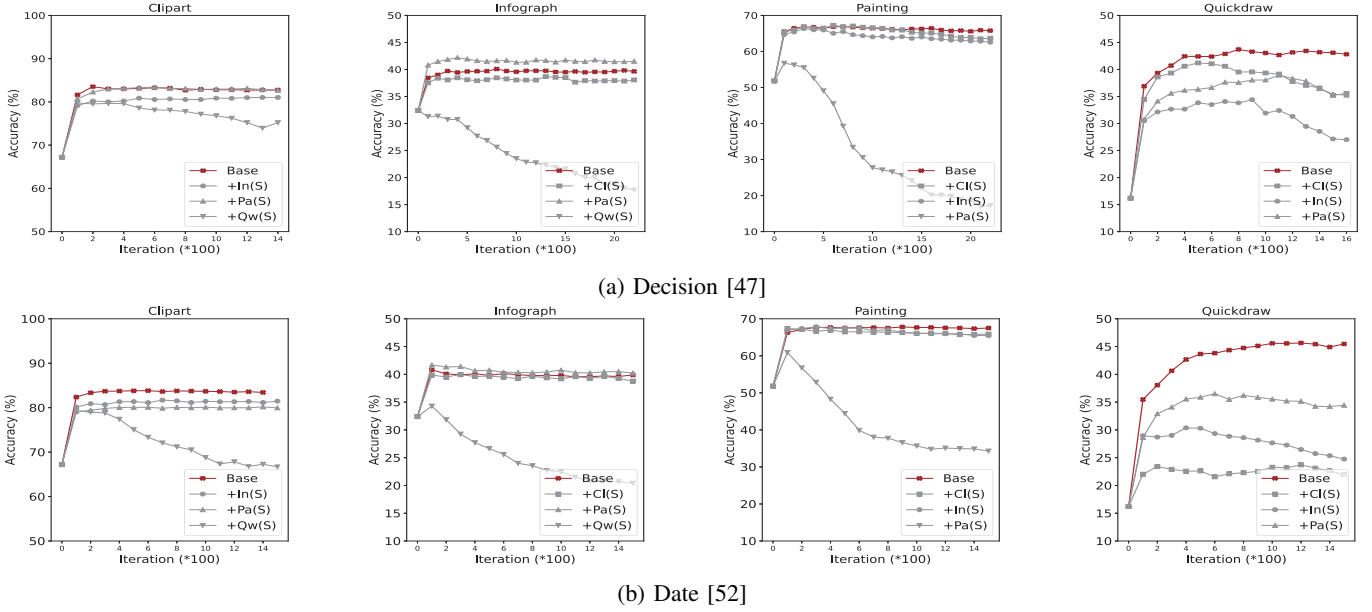 Clipart
Accuracy (%)
100
90
80
70
60
50
0 2 4 6 8 10 12 14
Iteration (*100)
Base
+In(S)
+Pa(S)
+Qw(S)
Infograph
Accuracy (%)
50
45
40
35
30
25
20
15
10
0 5 10 15 20
Iteration (*100)
Base
+Cl(S)
+Pa(S)
+Qw(S)
Painting
Accuracy (%)
70
60
50
40
30
20
10
0 5 10 15 20
Iteration (*100)
Base
+Cl(S)
+In(S)
+Pa(S)
Quickdraw
Accuracy (%)
50
45
40
35
30
25
20
15
10
0 2 4 6 8 10 12 14 16
Iteration (*100)
Base
+Cl(S)
+In(S)
+Pa(S)
(a) Decision [47]
Clipart
Accuracy (%)
100
90
80
70
60
50
0 2 4 6 8 10 12 14
Iteration (*100)
Base
+In(S)
+Pa(S)
+Qw(S)
Infograph
Accuracy (%)
50
45
40
35
30
25
20
15
10
0 2 4 6 8 10 12 14
Iteration (*100)
Base
+Cl(S)
+Pa(S)
+Qw(S)
Painting
Accuracy (%)
70
60
50
40
30
20
10
0 2 4 6 8 10 12 14
Iteration (*100)
Base
+Cl(S)
+In(S)
+Pa(S)
Quickdraw
Accuracy (%)
50
45
40
35
30
25
20
15
10
0 2 4 6 8 10 12 14
Iteration (*100)
Base
+Cl(S)
+In(S)
+Pa(S)
(b) Date [52]